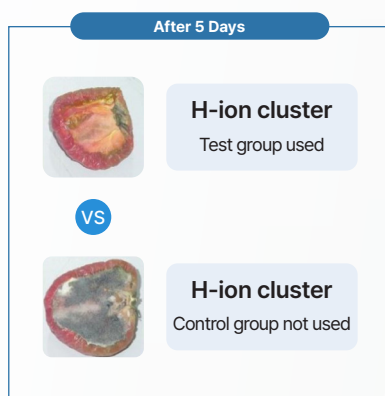 After 5 Days
H-ion cluster
Test group used
VS
H-ion cluster
Control group not used